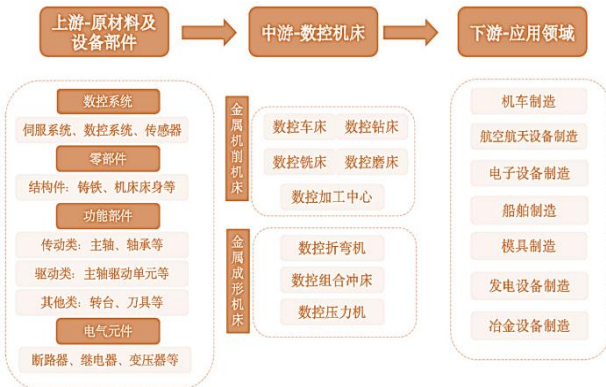 上游-原材料及
设备部件
中游-数控机床
下游-应用领域
数控系统
伺服系统、数控系统、传感器
零部件
结构件：铸铁、机床床身等
功能部件
传动类：主轴、轴承等
驱动类：主轴驱动单元等
其他类：转台、刀具等
电气元件
断路器、继电器、变压器等
金属机削机床
数控车床
数控钻床
数控铣床
数控磨床
数控加工中心
金属成形机床
数控折弯机
数控组合冲床
数控压力机
机车制造
航空航天设备制造
电子设备制造
船舶制造
模具制造
发电设备制造
冶金设备制造